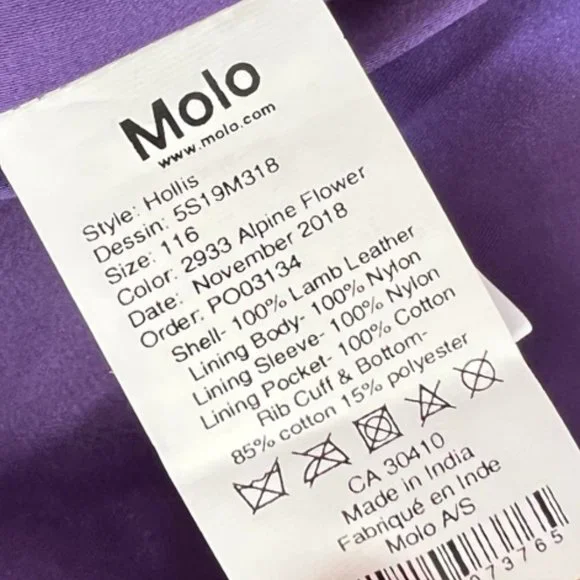 Molo
www.molo.com
Style: Hollis
Dessin: 5S19M318
Size: 116
Color: 2933 Alpine Flower
Date: November 2018
Order: PO03134
Shell- 100% Lamb Leather
Lining Body- 100% Nylon
Lining Sleeve- 100% Nylon
Lining Pocket- 100% Cotton
Rib Cuff & Bottom-
85% cotton 15% polyester
CA 30410
Made in India
Fabriqué en Inde
Molo A/S
73765